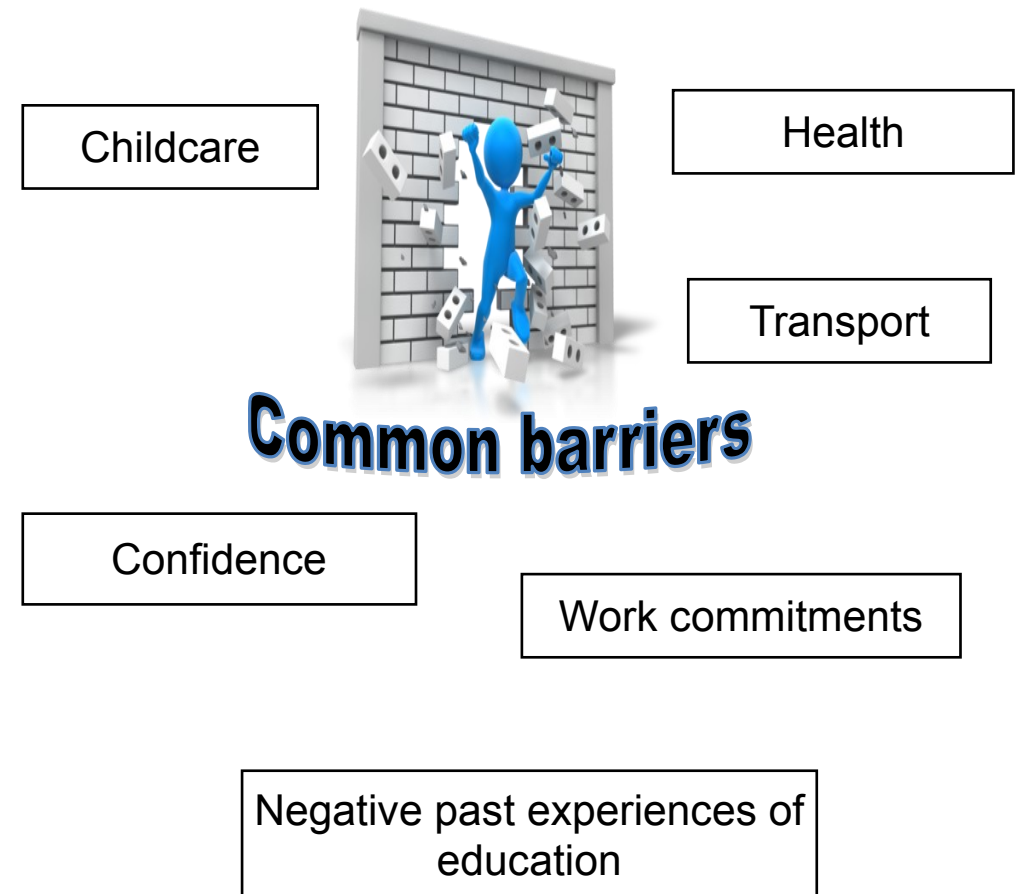 Childcare
Health
Transport
Common barriers
Confidence
Work commitments
Negative past experiences of
education